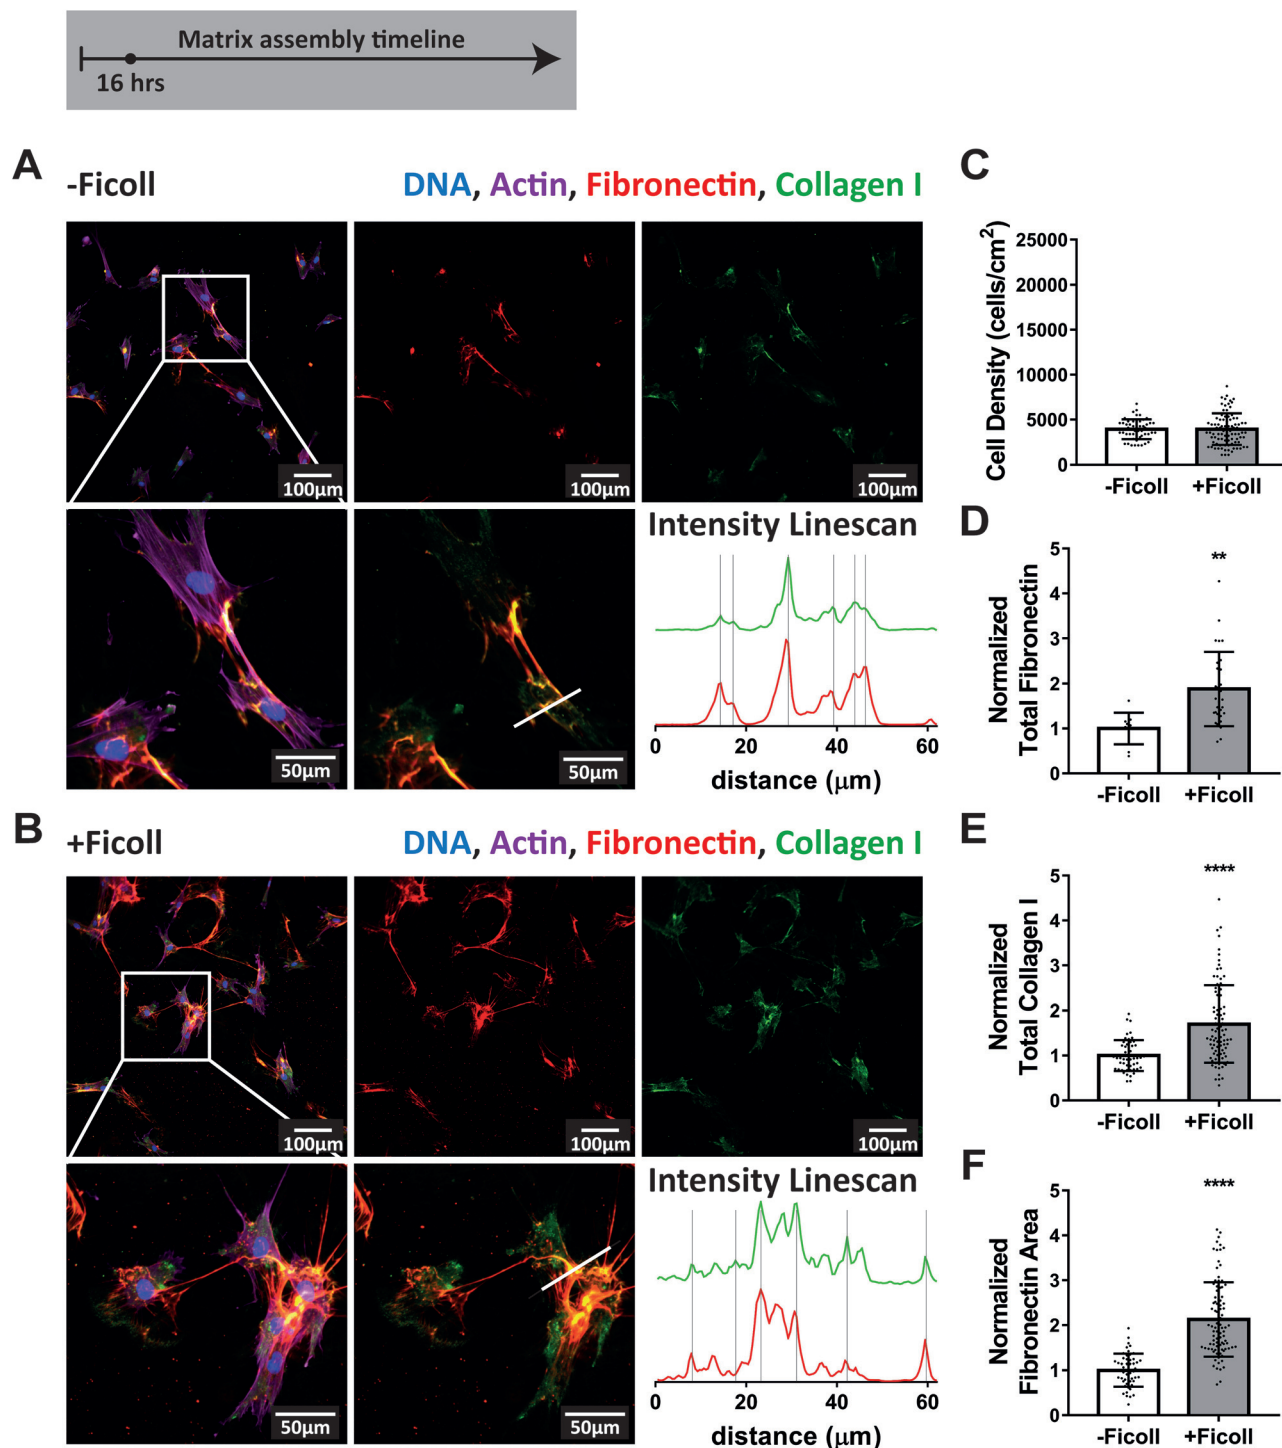 Matrix assembly timeline
16 hrs
A
-Ficoll
DNA, Actin, Fibronectin, Collagen I
100µm
100µm
100µm
50µm
50µm
Intensity Linescan
0 20 40 60
distance (µm)
B
+Ficoll
DNA, Actin, Fibronectin, Collagen I
100µm
100µm
100µm
50µm
50µm
Intensity Linescan
0 20 40 60
distance (µm)
C
Cell Density (cells/cm²)
25000
20000
15000
10000
5000
0
-Ficoll +Ficoll
D
Normalized
Total Fibronectin
5
4
3
2
1
0
**
-Ficoll +Ficoll
E
Normalized
Total Collagen I
5
4
3
2
1
0
****
-Ficoll +Ficoll
F
Normalized
Fibronectin Area
5
4
3
2
1
0
****
-Ficoll +Ficoll